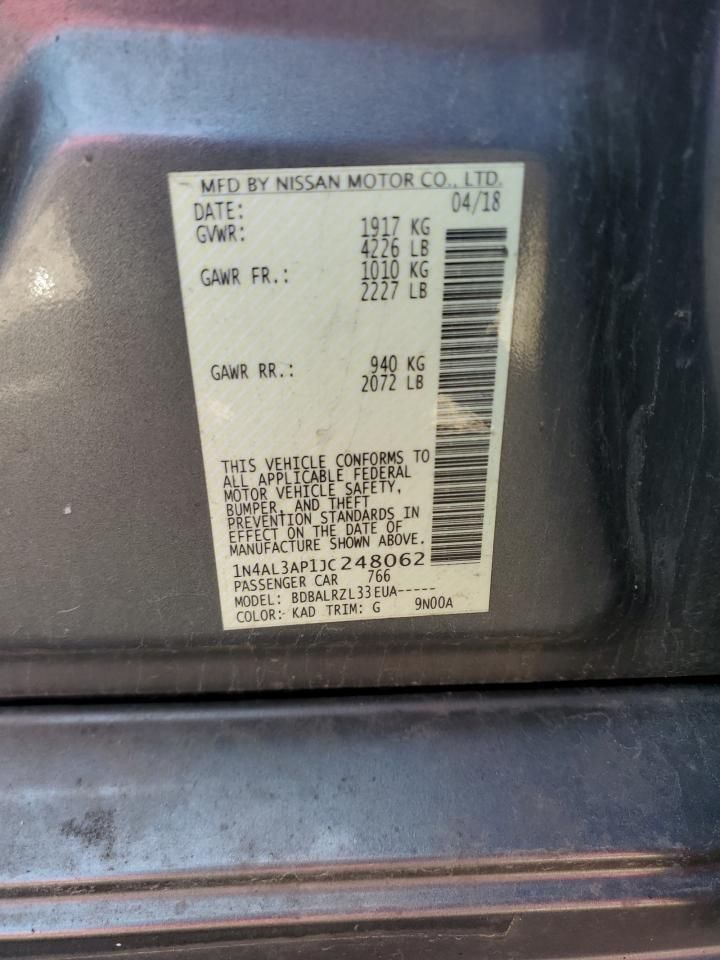 MFD BY NISSAN MOTOR CO., LTD.
DATE: 04/18
GVWR: 1917 KG
4226 LB
GAWR FR.: 1010 KG
2227 LB
GAWR RR.: 940 KG
2072 LB
THIS VEHICLE CONFORMS TO
ALL APPLICABLE FEDERAL
MOTOR VEHICLE SAFETY,
BUMPER, AND THEFT
PREVENTION STANDARDS IN
EFFECT ON THE DATE OF
MANUFACTURE SHOWN ABOVE.
1N4AL3AP1JC248062
PASSENGER CAR 766
MODEL: BDBALRZL33EUA-----
COLOR: KAD TRIM: G 9N00A